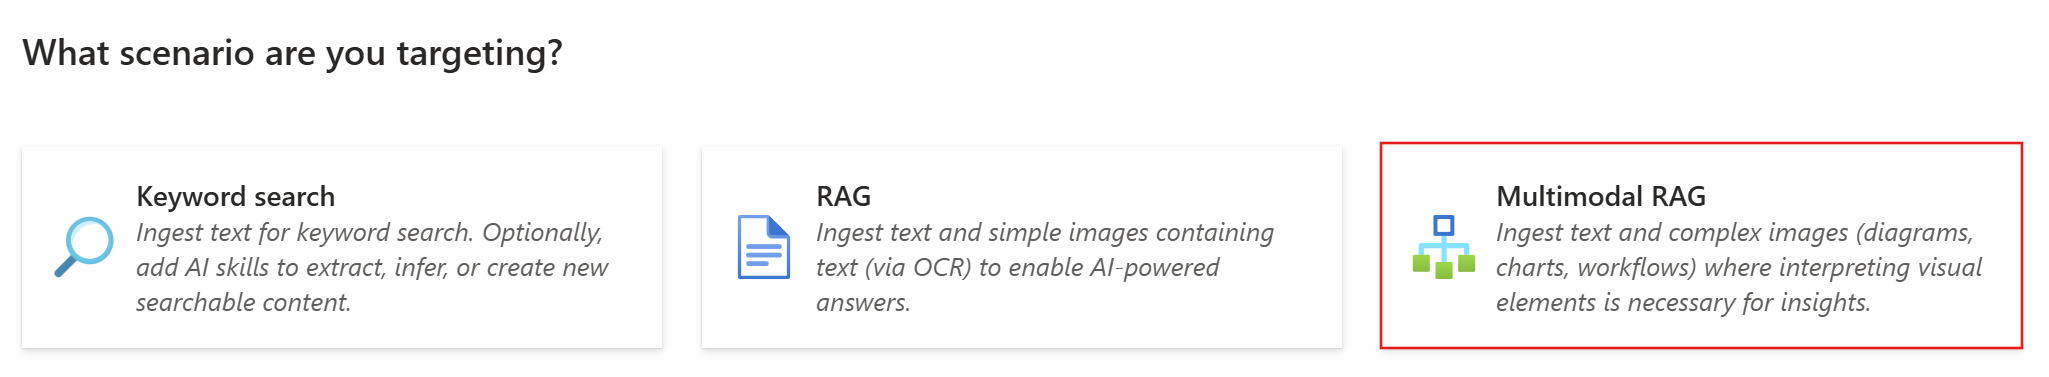 What scenario are you targeting?
Keyword search
Ingest text for keyword search. Optionally,
add AI skills to extract, infer, or create new
searchable content.
RAG
Ingest text and simple images containing
text (via OCR) to enable AI-powered
answers.
Multimodal RAG
Ingest text and complex images (diagrams,
charts, workflows) where interpreting visual
elements is necessary for insights.